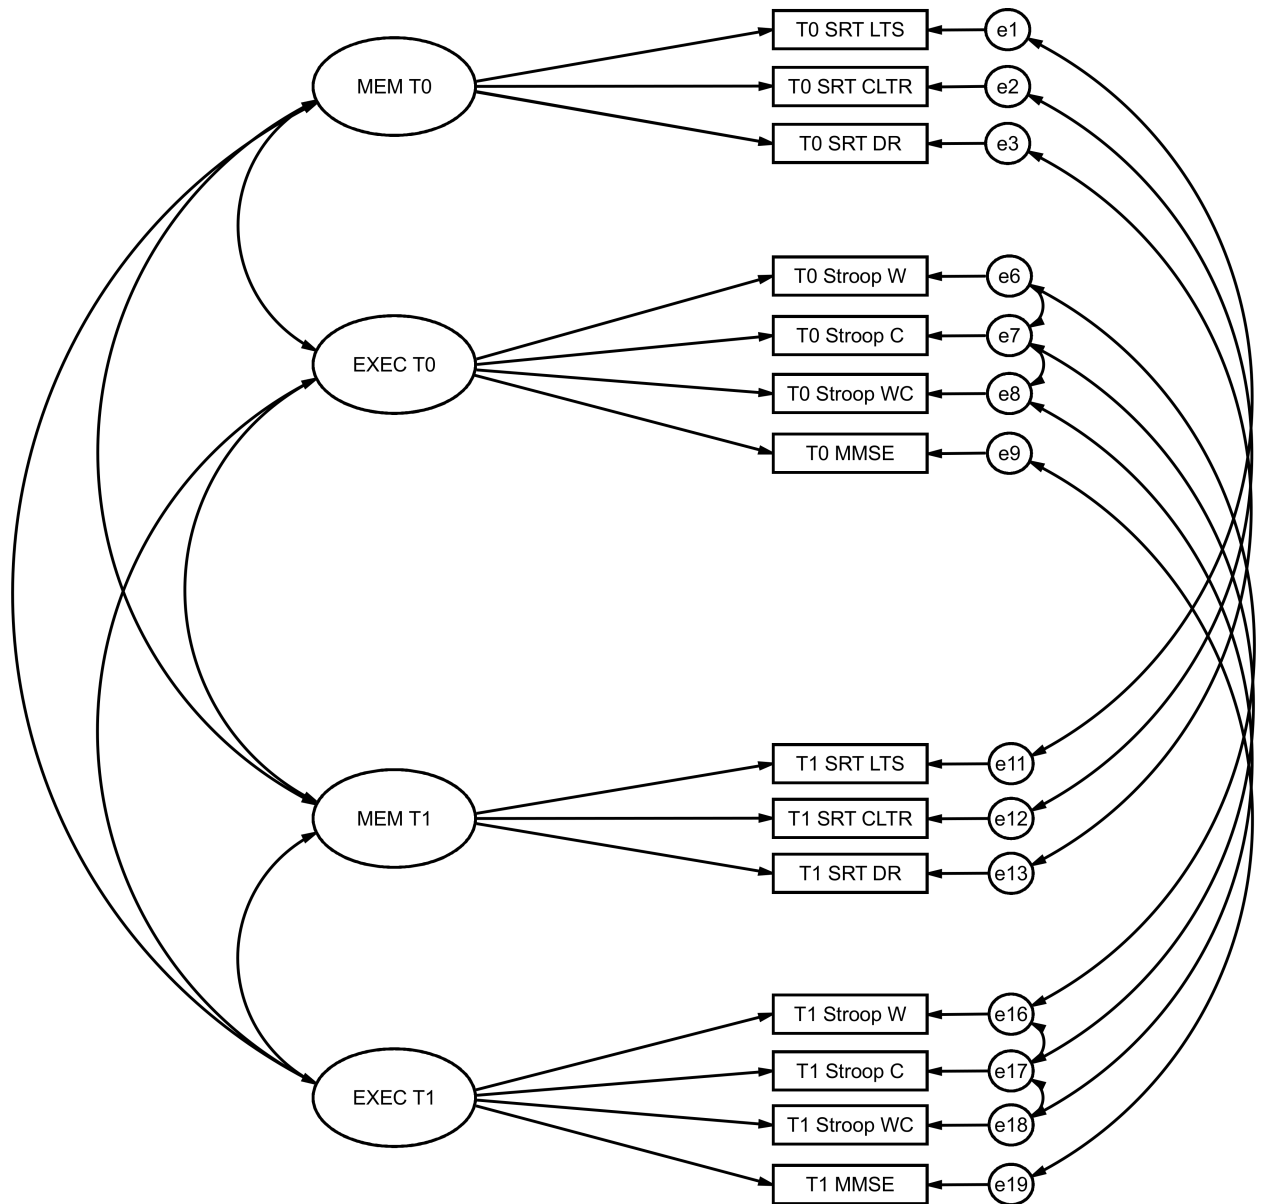 T0 SRT LTS
e1
MEM T0
T0 SRT CLTR
e2
T0 SRT DR
e3
T0 Stroop W
e6
T0 Stroop C
e7
EXEC T0
T0 Stroop WC
e8
T0 MMSE
e9
T1 SRT LTS
e11
MEM T1
T1 SRT CLTR
e12
T1 SRT DR
e13
T1 Stroop W
e16
T1 Stroop C
e17
EXEC T1
T1 Stroop WC
e18
T1 MMSE
e19